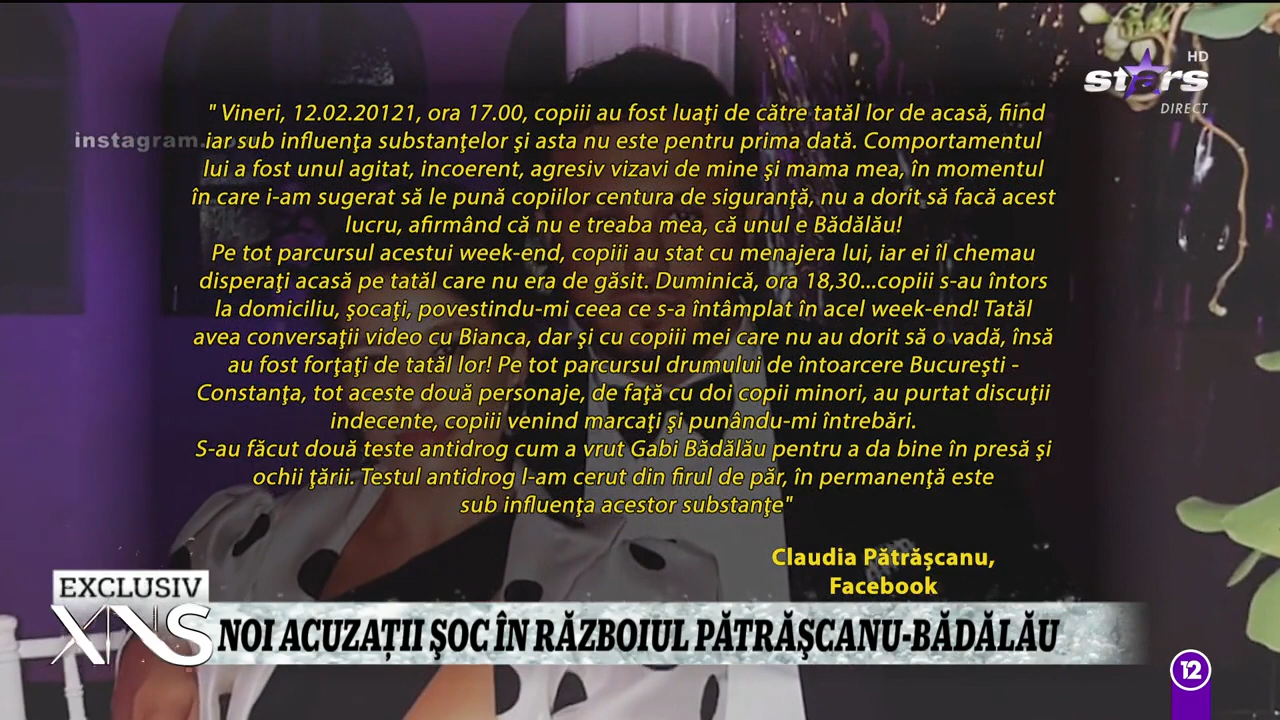 HD
stars
DIRECT
instagram.
" Vineri, 12.02.20121, ora 17.00, copiii au fost luaţi de către tatăl lor de acasă, fiind
iar sub influenţa substanţelor şi asta nu este pentru prima dată. Comportamentul
lui a fost unul agitat, incoerent, agresiv vizavi de mine şi mama mea, în momentul
în care i-am sugerat să le pună copiilor centura de siguranţă, nu a dorit să facă acest
lucru, afirmând că nu e treaba mea, că unul e Bădălău!
Pe tot parcursul acestui week-end, copiii au stat cu menajera lui, iar ei îl chemau
disperaţi acasă pe tatăl care nu era de găsit. Duminică, ora 18,30...copiii s-au întors
la domiciliu, şocaţi, povestindu-mi ceea ce s-a întâmplat în acel week-end! Tatăl
avea conversaţii video cu Bianca, dar şi cu copiii mei care nu au dorit să o vadă, însă
au fost forţaţi de tatăl lor! Pe tot parcursul drumului de întoarcere Bucureşti -
Constanţa, tot aceste două personaje, de faţă cu doi copii minori, au purtat discuţii
indecente, copiii venind marcaţi şi punându-mi întrebări.
S-au făcut două teste antidrog cum a vrut Gabi Bădălău pentru a da bine în presă şi
ochii ţării. Testul antidrog l-am cerut din firul de păr, în permanenţă este
sub influenţa acestor substanţe"
Claudia Pătrășcanu,
Facebook
EXCLUSIV
XNS
NOI ACUZAȚII ŞOC ÎN RĂZBOIUL PĂTRĂŞCANU-BĂDĂLĂU
12